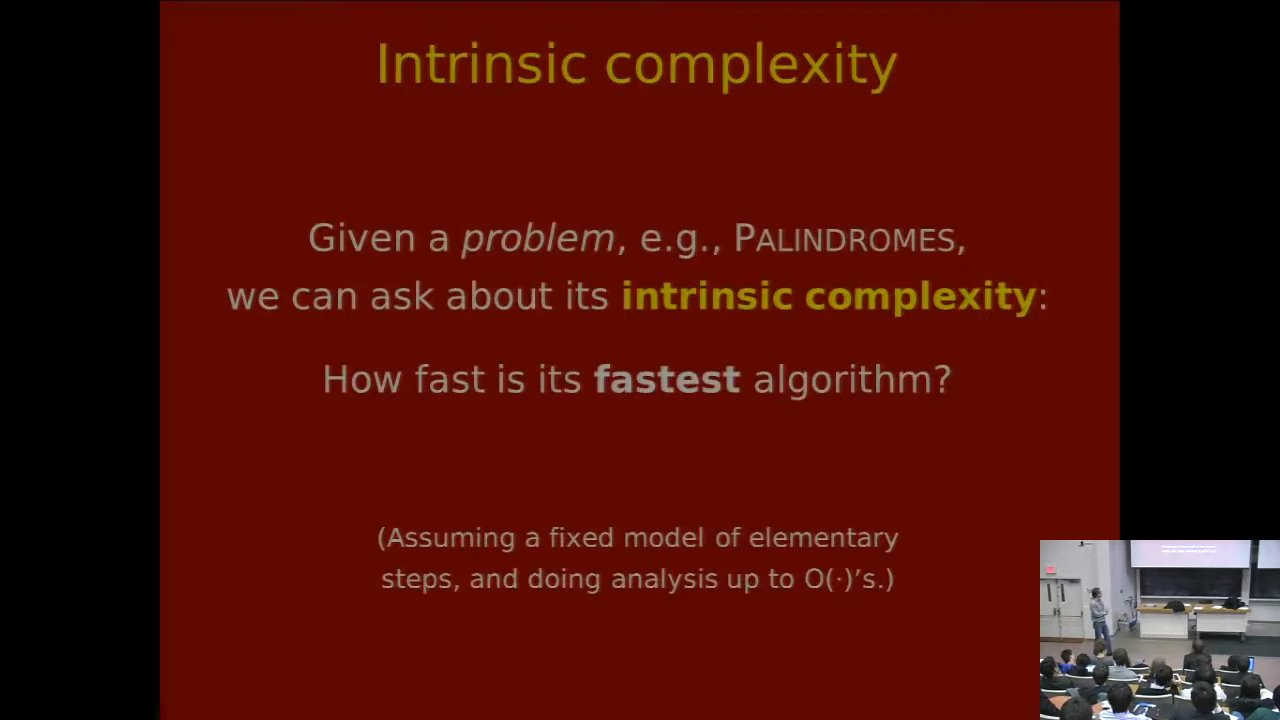 Intrinsic complexity
Given a problem, e.g., PALINDROMES,
we can ask about its intrinsic complexity:
How fast is its fastest algorithm?
(Assuming a fixed model of elementary
steps, and doing analysis up to O(·)’s.)